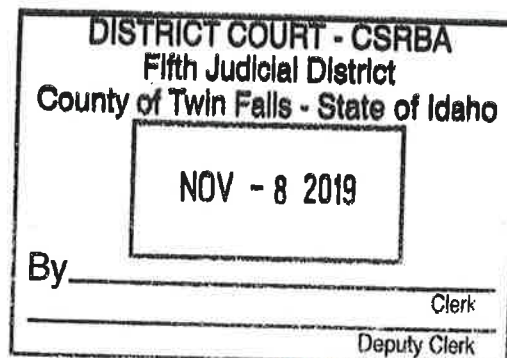 DISTRICT COURT - CSRBA
Fifth Judicial District
County of Twin Falls - State of Idaho
NOV - 8 2019
By
Clerk
Deputy Clerk